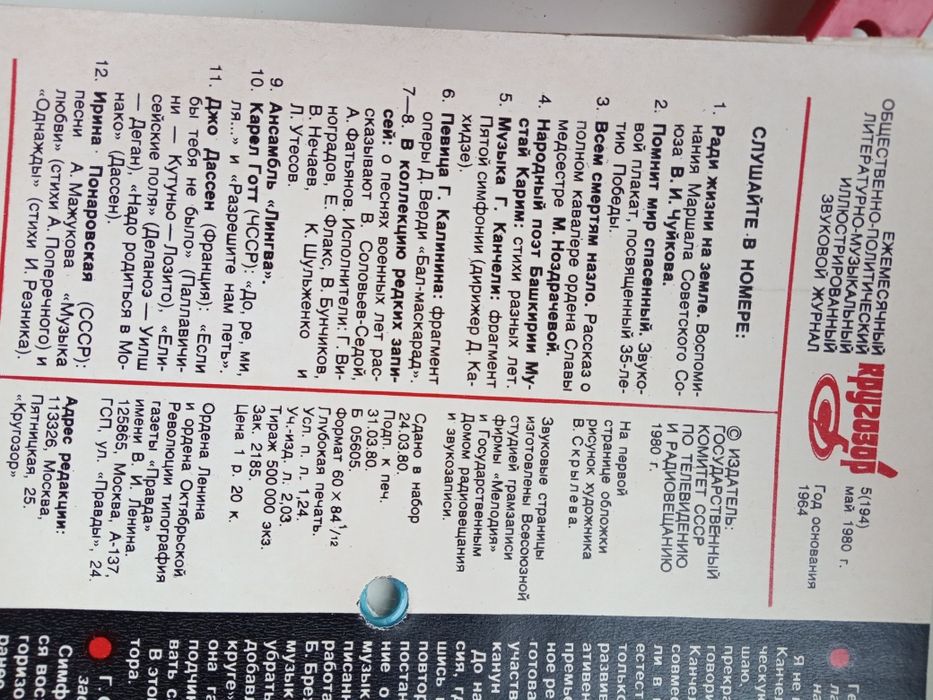 ЕЖЕМЕСЯЧНЫЙ
ОБЩЕСТВЕННО-ПОЛИТИЧЕСКИЙ
ЛИТЕРАТУРНО-МУЗЫКАЛЬНЫЙ
ИЛЛЮСТРИРОВАННЫЙ
ЗВУКОВОЙ ЖУРНАЛ
Кругозор
5(194)
май 1980 г.
Год основания
1964
СЛУШАЙТЕ В НОМЕРЕ:
1. Ради жизни на земле. Воспоми-
нания Маршала Советского Со-
юза В. И. Чуйкова.
2. Помнит мир спасенный. Звуко-
вой плакат, посвященный 35-ле-
тию Победы.
3. Всем смертям назло. Рассказ о
полном кавалере ордена Славы
медсестре М. Ноздрачевой.
4. Народный поэт Башкирии Му-
стай Карим: стихи разных лет.
5. Музыка Г. Канчели: фрагмент
Пятой симфонии (дирижер Д. Ка-
хидзе).
6. Певица Г. Калинина: фрагмент
оперы Д. Верди «Бал-маскарад».
7—8. В коллекцию редких запи-
сей: о песнях военных лет рас-
сказывают В. Соловьев-Седой,
А. Фатьянов. Исполнители: Г. Ви-
ноградов, Е. Флакс, В. Бунчиков,
В. Нечаев, К. Шульженко и
Л. Утесов.
9. Ансамбль «Лингва».
10. Карел Готт (ЧССР): «До, ре, ми,
ля...» и «Разрешите нам петь».
11. Джо Дассен (Франция): «Если
бы тебя не было» (Паллавичи-
ни — Кутуньо — Лозито), «Ели-
сейские поля» (Деланоэ — Уилш
— Деган), «Надо родиться в Мо-
нако» (Дассен).
12. Ирина Понаровская (СССР):
песни А. Мажукова «Музыка
любви» (стихи А. Поперечного) и
«Однажды» (стихи И. Резника).
© ИЗДАТЕЛЬ:
ГОСУДАРСТВЕННЫЙ
КОМИТЕТ СССР
ПО ТЕЛЕВИДЕНИЮ
И РАДИОВЕЩАНИЮ
1980 г.
На первой
странице обложки
рисунок художника
В. Скрылева.
Звуковые страницы
изготовлены Всесоюзной
студией грамзаписи
фирмы «Мелодия»
и Государственным
Домом радиовещания
и звукозаписи.
Сдано в набор
24.03.80.
Подп. к печ.
31.03.80.
Б 05605.
Формат 60 × 84 1/12
Глубокая печать.
Усл. п. л. 1,24.
Уч.-изд. л. 2,03.
Тираж 500 000 экз.
Зак. 2185.
Цена 1 р. 20 к.
Ордена Ленина
и ордена Октябрьской
Революции типография
газеты «Правда»
имени В. И. Ленина.
125865, Москва, А-137,
ГСП, ул. «Правды», 24.
Адрес редакции:
113326, Москва,
Пятницкая, 25.
«Кругозор»